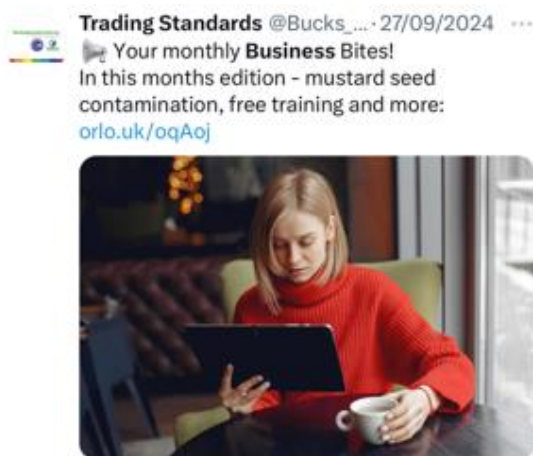 Trading Standards @Bucks_... · 27/09/2024 ...
Your monthly Business Bites!
In this months edition - mustard seed
contamination, free training and more:
orlo.uk/oqAoj